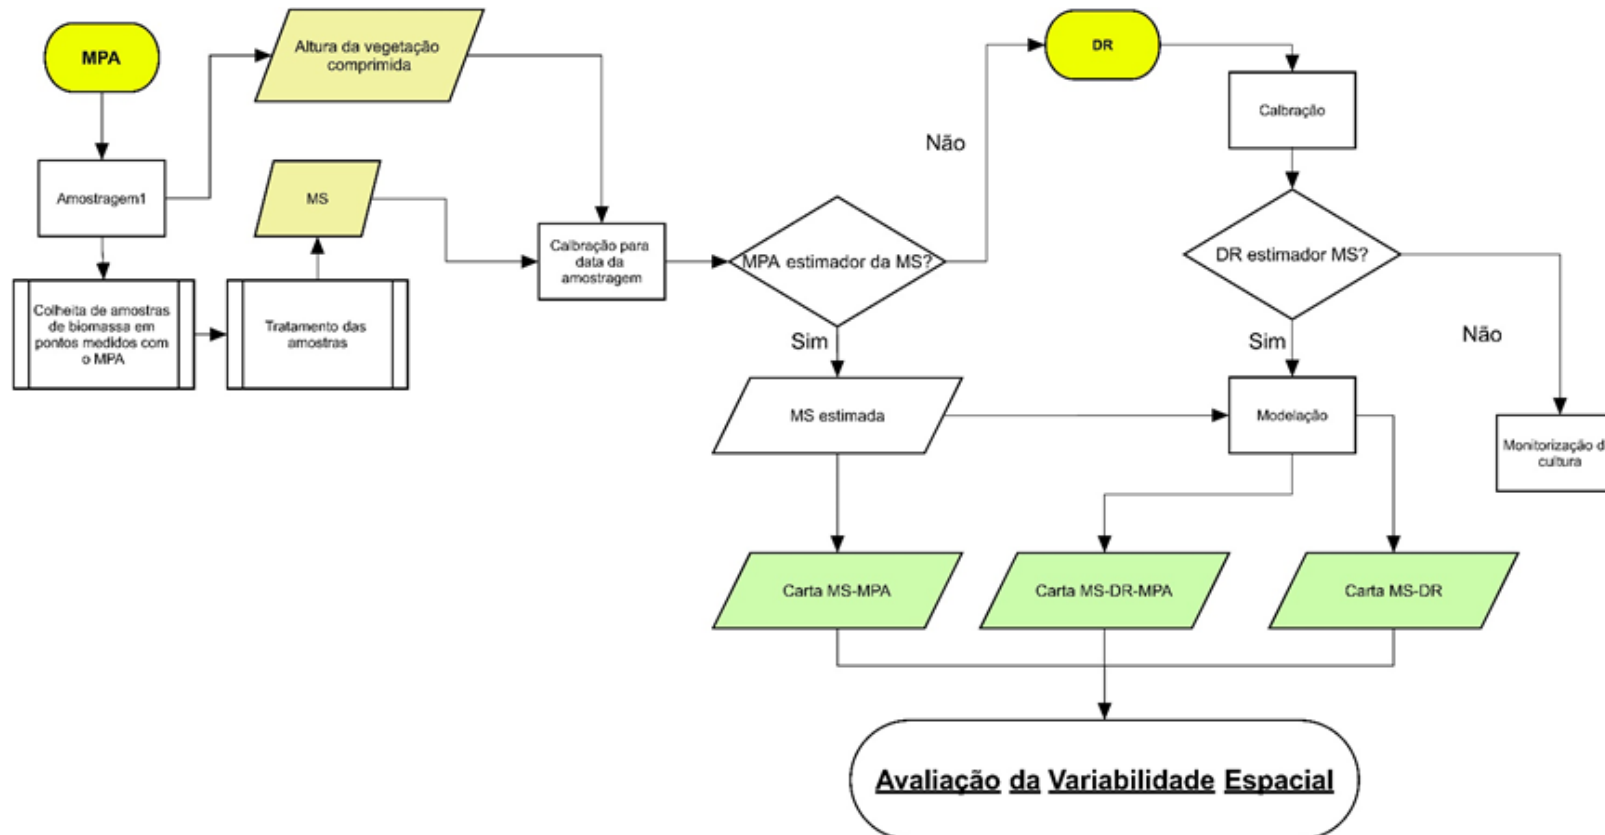 MPA
Altura da vegetação
comprimida
DR
Calbração
Não
Amostragem1
MS
Calbração para
data da
amostragem
MPA estimador da MS?
DR estimador MS?
Colheita de amostras
de biomassa em
pontos medidos com
o MPA
Tratamento das
amostras
Sim
Sim
Não
MS estimada
Modelação
Monitorização d
cultura
Carta MS-MPA
Carta MS-DR-MPA
Carta MS-DR
Avaliação da Variabilidade Espacial